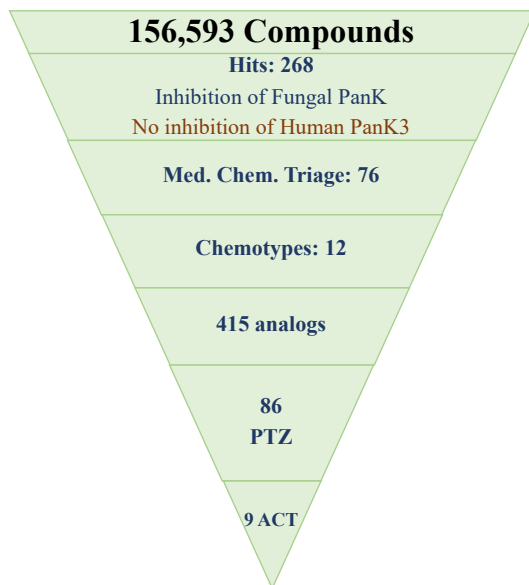 156,593 Compounds
Hits: 268
Inhibition of Fungal PanK
No inhibition of Human PanK3
Med. Chem. Triage: 76
Chemotypes: 12
415 analogs
86
PTZ
9 ACT